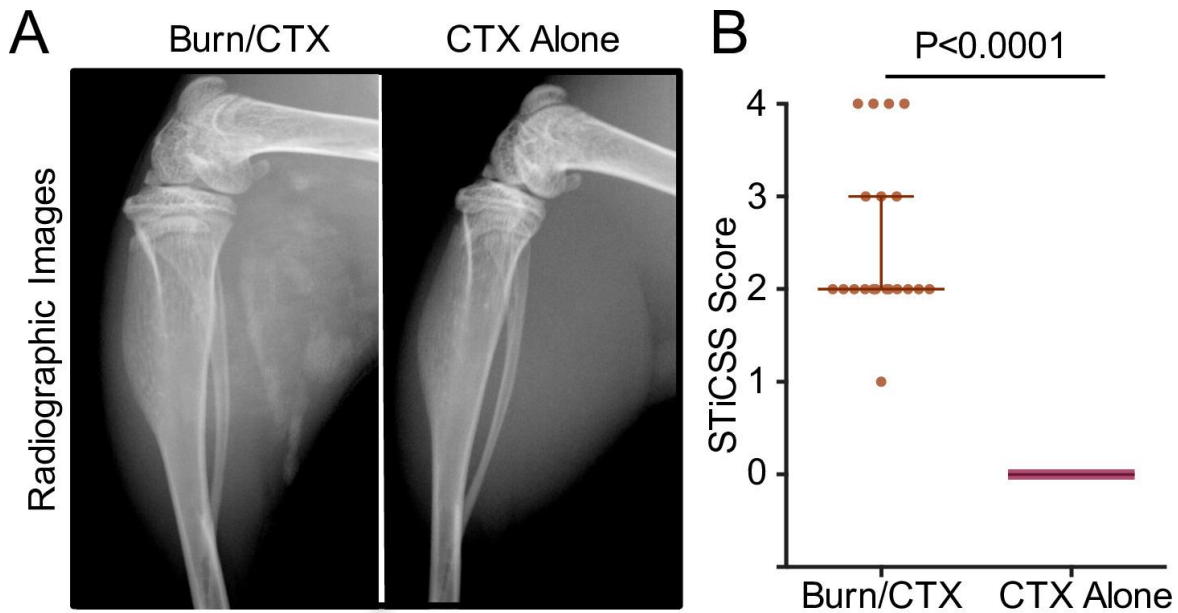 A
Burn/CTX
CTX Alone
Radiographic Images
B
P<0.0001
STiCSS Score
4
3
2
1
0
Burn/CTX
CTX Alone